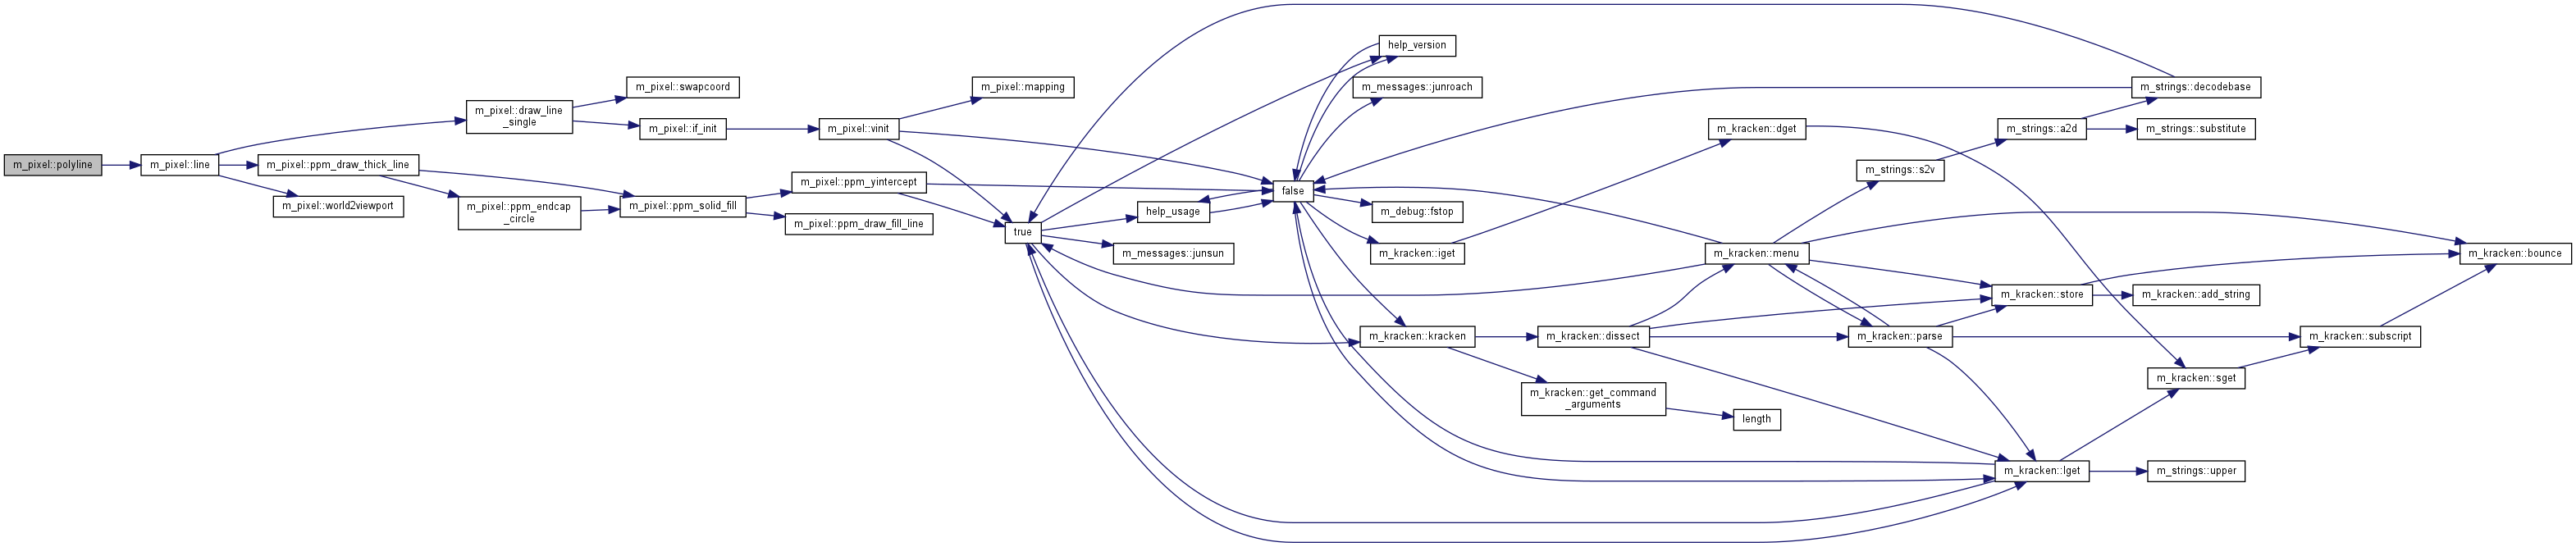 m_pixel::polyline
m_pixel::line
m_pixel::draw_line
_single
m_pixel::ppm_draw_thick_line
m_pixel::world2viewport
m_pixel::swapcoord
m_pixel::if_init
m_pixel::ppm_endcap
_circle
m_pixel::ppm_solid_fill
m_pixel::vinit
m_pixel::ppm_yintercept
m_pixel::ppm_draw_fill_line
m_pixel::mapping
true
help_usage
m_messages::junsun
false
help_version
m_messages::junroach
m_debug::fstop
m_kracken::iget
m_kracken::kracken
m_kracken::dissect
m_kracken::get_command
_arguments
length
m_kracken::dget
m_kracken::menu
m_kracken::parse
m_strings::s2v
m_strings::a2d
m_strings::decodebase
m_strings::substitute
m_kracken::store
m_kracken::add_string
m_kracken::lget
m_kracken::sget
m_strings::upper
m_kracken::subscript
m_kracken::bounce